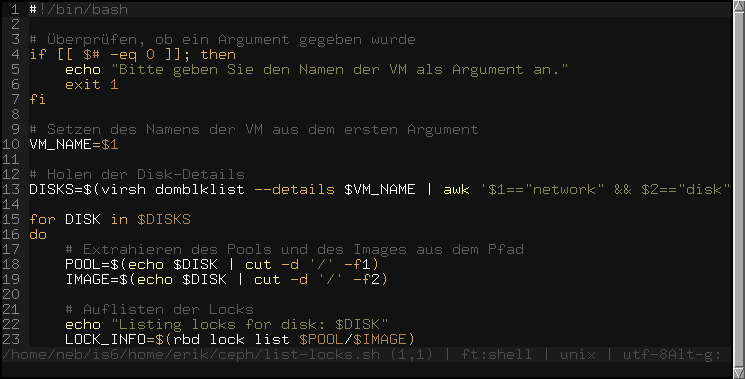 1 #!/bin/bash
2
3 # Überprüfen, ob ein Argument gegeben wurde
4 if [[ $# -eq 0 ]]; then
5     echo "Bitte geben Sie den Namen der VM als Argument an."
6     exit 1
7 fi
8
9 # Setzen des Namens der VM aus dem ersten Argument
10 VM_NAME=$1
11
12 # Holen der Disk-Details
13 DISKS=$(virsh domblklist --details $VM_NAME | awk '$1=="network" && $2=="disk"
14
15 for DISK in $DISKS
16 do
17     # Extrahieren des Pools und des Images aus dem Pfad
18     POOL=$(echo $DISK | cut -d '/' -f1)
19     IMAGE=$(echo $DISK | cut -d '/' -f2)
20
21     # Auflisten der Locks
22     echo "Listing locks for disk: $DISK"
23     LOCK_INFO=$(rbd lock list $POOL/$IMAGE)
/home/neb/is6/home/erik/ceph/list-locks.sh (1,1) | ft:shell | unix | utf-8Alt-g: